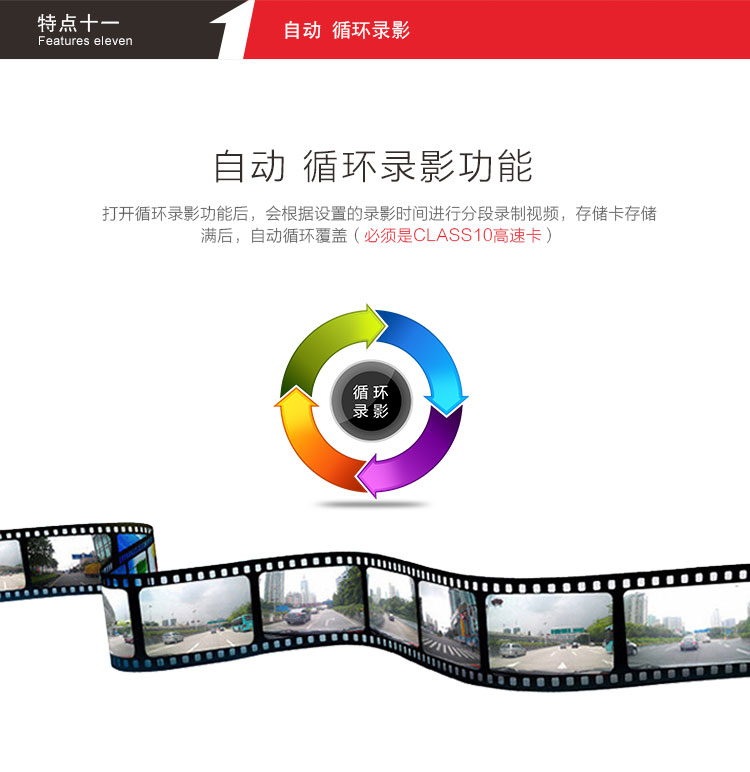 特点十一
Features eleven
自动 循环录影
自动 循环录影功能
打开循环录影功能后，会根据设置的录影时间进行分段录制视频，存储卡存储
满后，自动循环覆盖（必须是CLASS10高速卡）
循环
录影